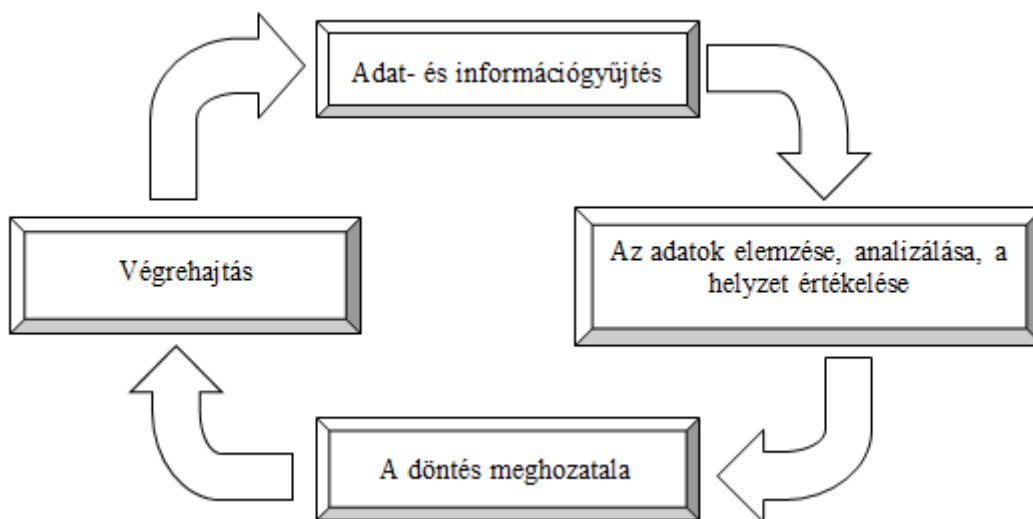 Adat- és információgyűjtés
Az adatok elemzése, analizálása, a
helyzet értékelése
A döntés meghozatala
Végrehajtás